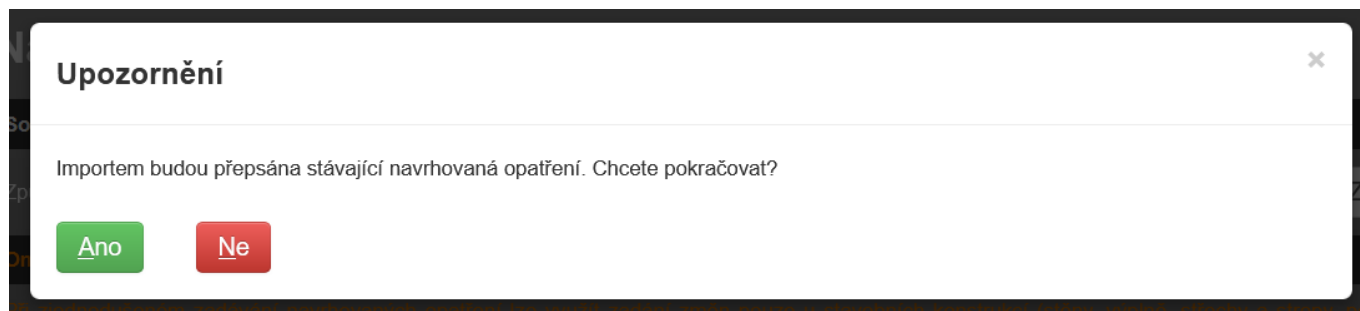 Upozornění
×
Importem budou přepsána stávající navrhovaná opatření. Chcete pokračovat?
Ano
Ne